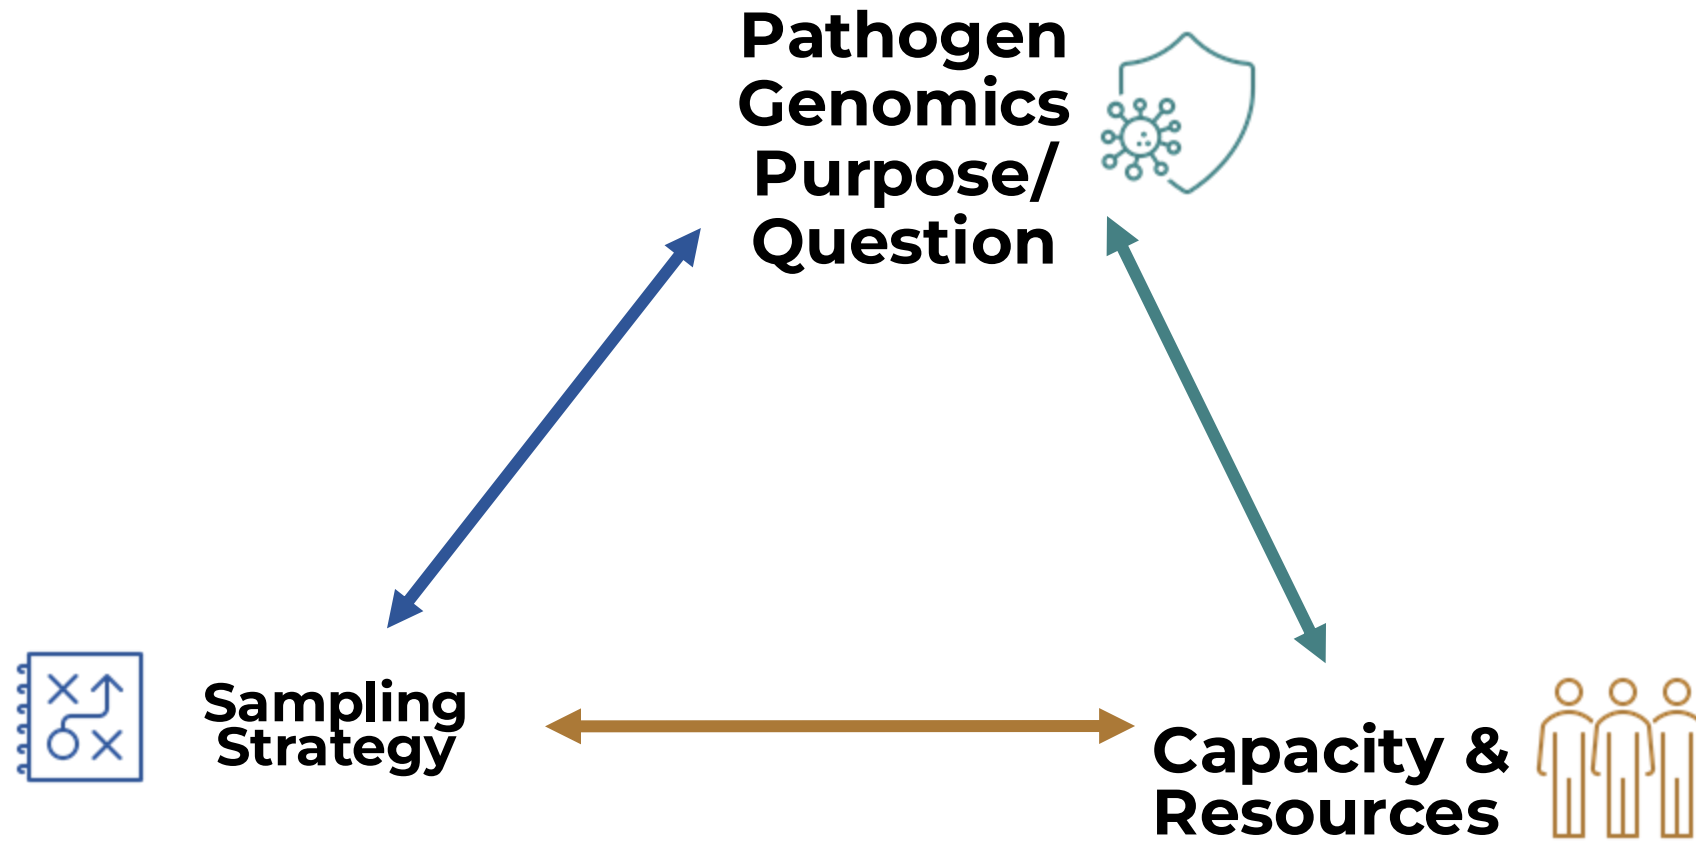 Pathogen
Genomics
Purpose/
Question
Sampling
Strategy
Capacity &
Resources